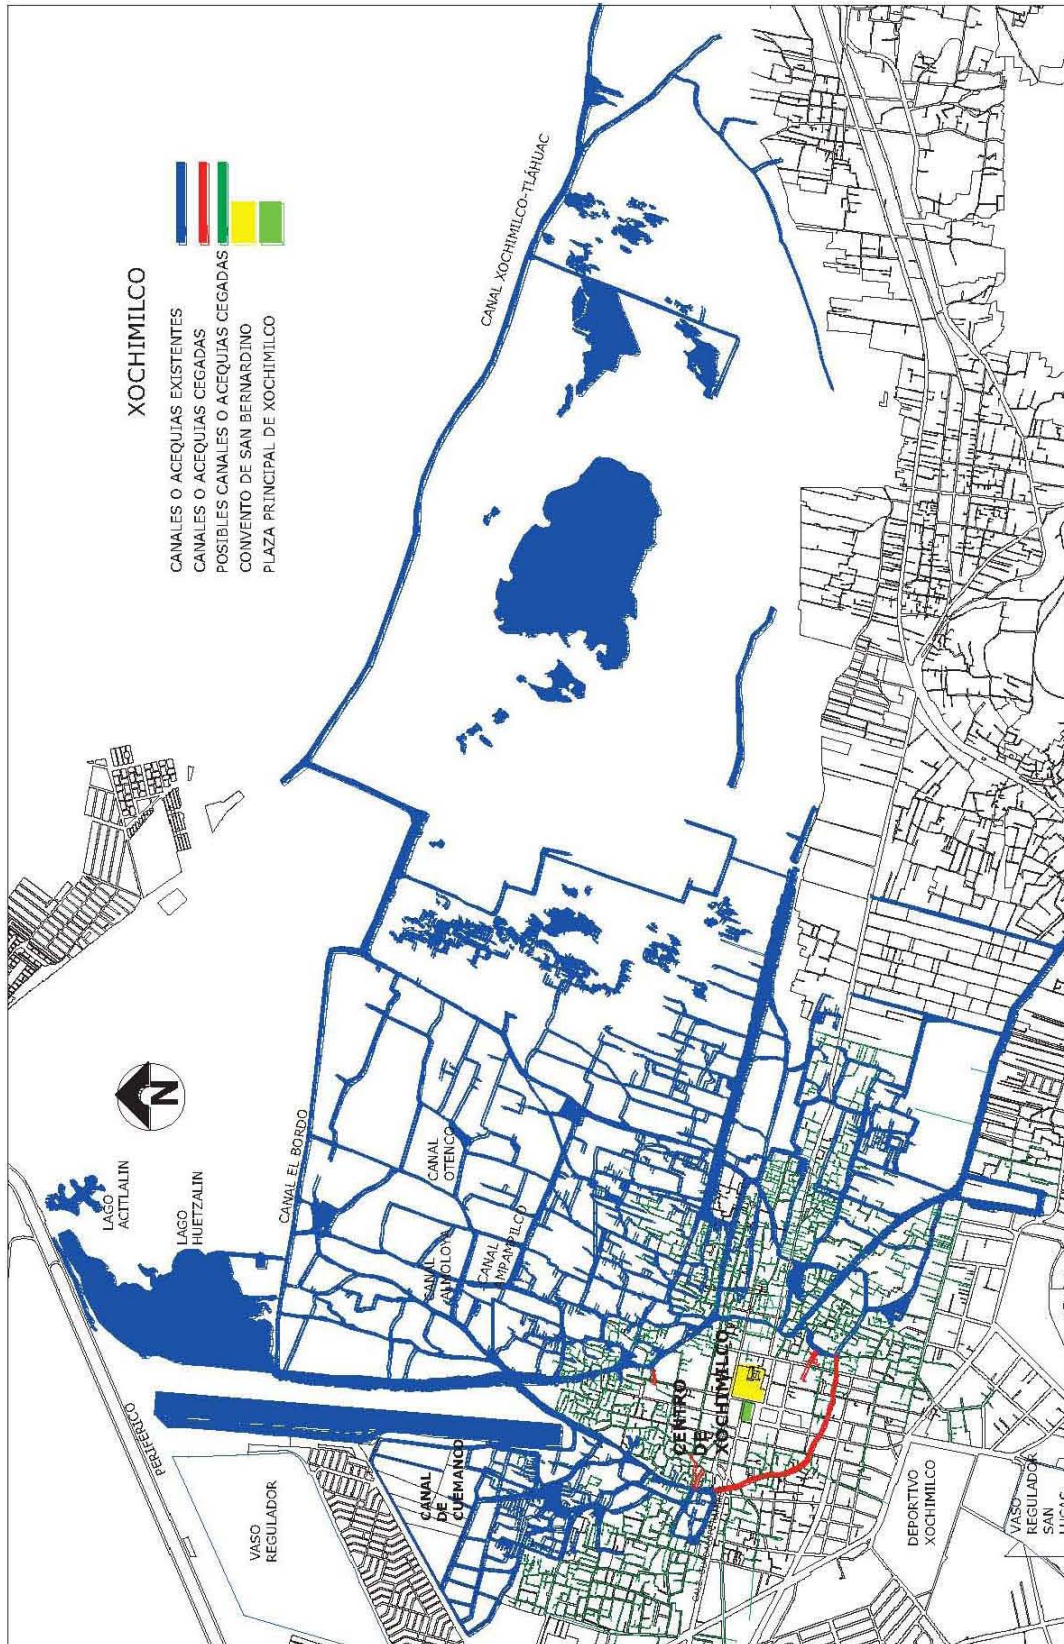 XOCHIMILCO
CANALES O ACEQUIAS EXISTENTES
CANALES O ACEQUIAS CEGADAS
POSIBLES CANALES O ACEQUIAS CEGADAS
CONVENTO DE SAN BERNARDINO
PLAZA PRINCIPAL DE XOCHIMILCO
CANAL XOCHIMILCO-TLÁHUAC
N
LAGO
ACITLALIN
LAGO
HUETZALIN
CANAL EL BORDO
CANAL
OTENCO
CANAL
ALMOLOYA
CANAL
AMPAMPILCO
PERIFERICO
VASO
REGULADOR
CANAL
DE
CUEMANCO
CENTRO
DE
XOCHIMILCO
DEPORTIVO
XOCHIMILCO
VASO
REGULADOR
SAN